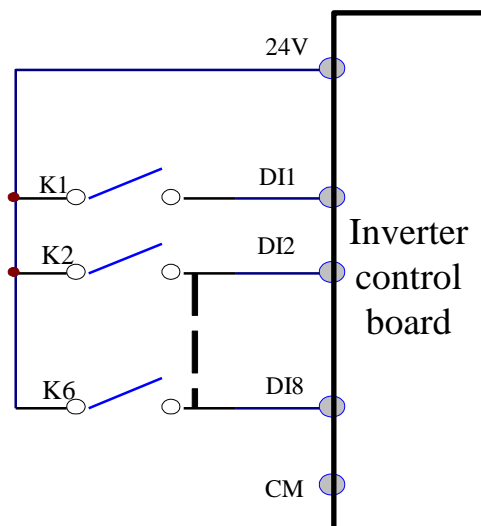 24V
K1
DI1
K2
DI2
Inverter
control
board
K6
DI8
CM